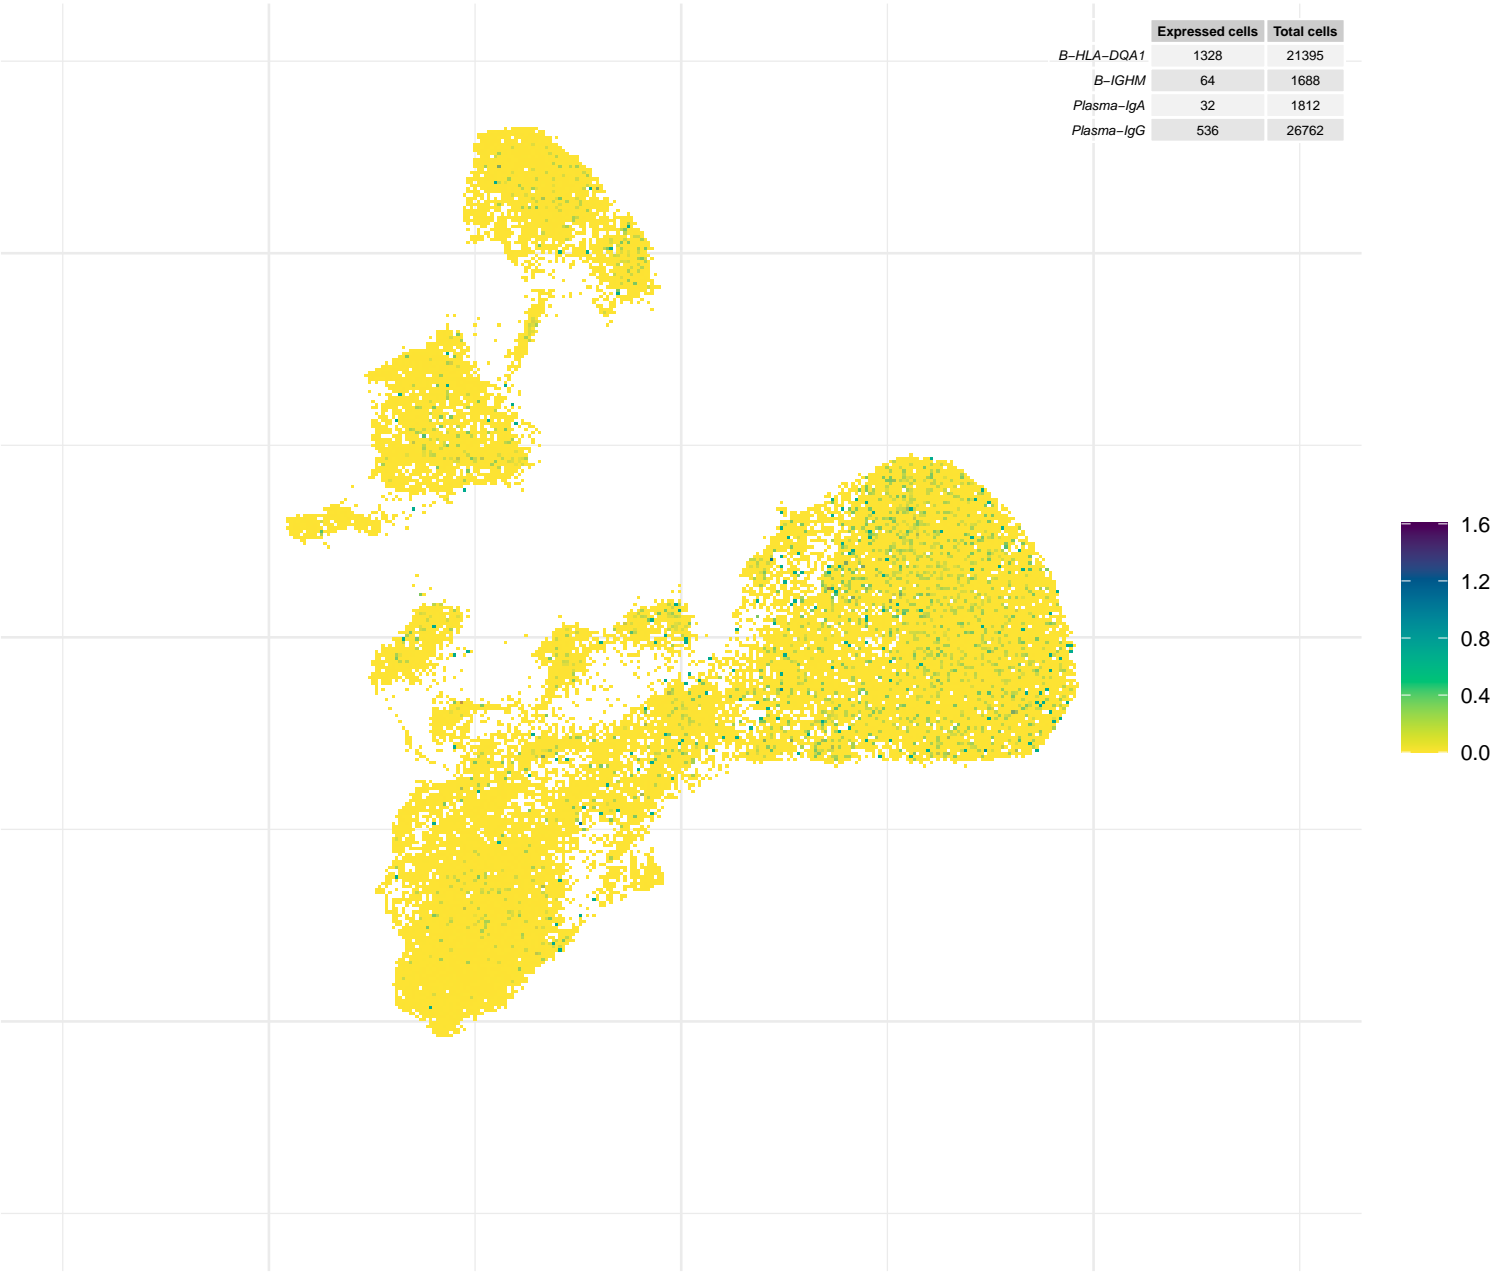 Expressed cells Total cells
B−HLA−DQA1 1328 21395
B−IGHM 64 1688
Plasma−IgA 32 1812
Plasma−IgG 536 26762
1.6
1.2
0.8
0.4
0.0